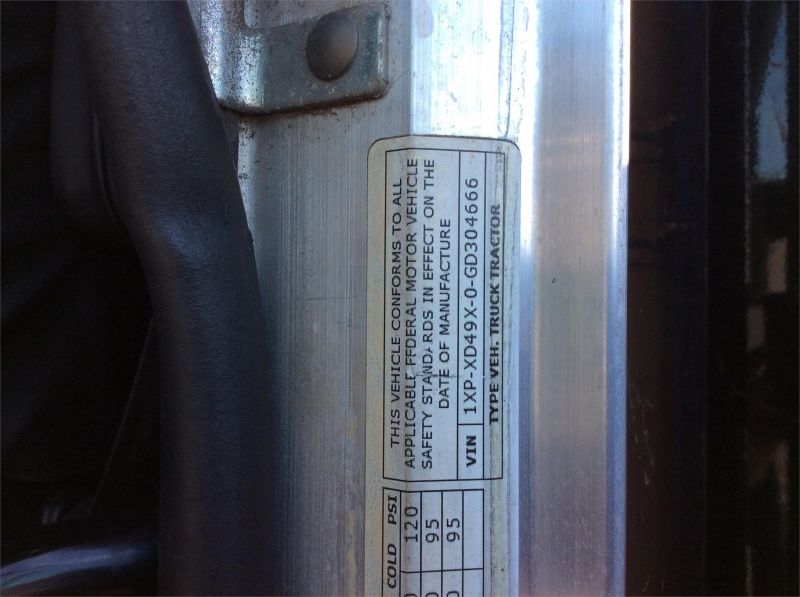 THIS VEHICLE CONFORMS TO ALL
APPLICABLE FEDERAL MOTOR VEHICLE
SAFETY STANDARDS IN EFFECT ON THE
DATE OF MANUFACTURE
VIN 1XP-XD49X-0-GD304666
TYPE VEH. TRUCK TRACTOR
COLD PSI
120
95
95